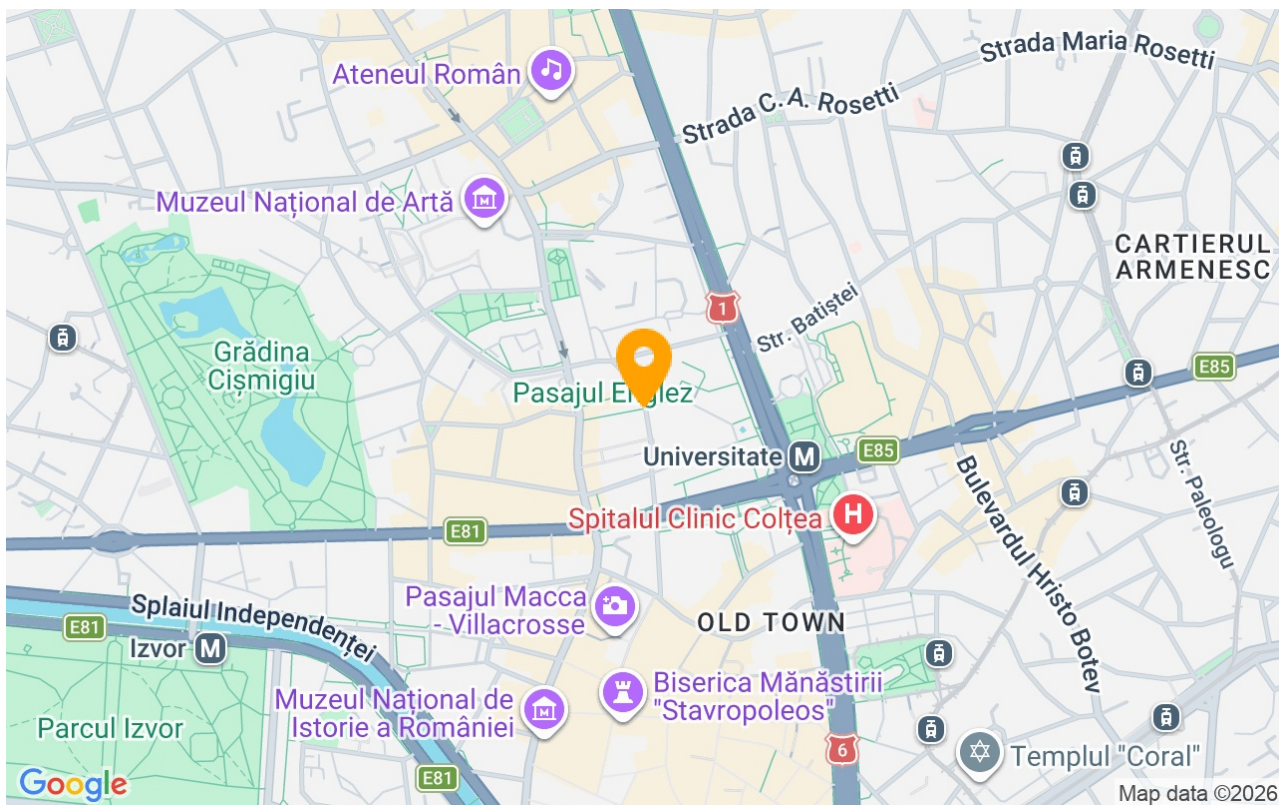 Strada Maria Rosetti
Ateneul Român
Strada C. A. Rosetti
Muzeul Național de Artă
CARTIERUL
ARMENESC
1
Str. Batiștei
Grădina
Cișmigiu
E85
Pasajul Englez
Universitate M
E85
Str. Paleologu
Bulevardul Hristo Botev
Spitalul Clinic Colțea H
E81
Pasajul Macca
- Villacrosse
Splaiul Independenței
OLD TOWN
E81
Izvor M
Biserica Mănăstirii
"Stavropoleos"
Muzeul Național de
Istorie a României
Parcul Izvor
6
Templul "Coral"
E81
Google
Map data ©2026